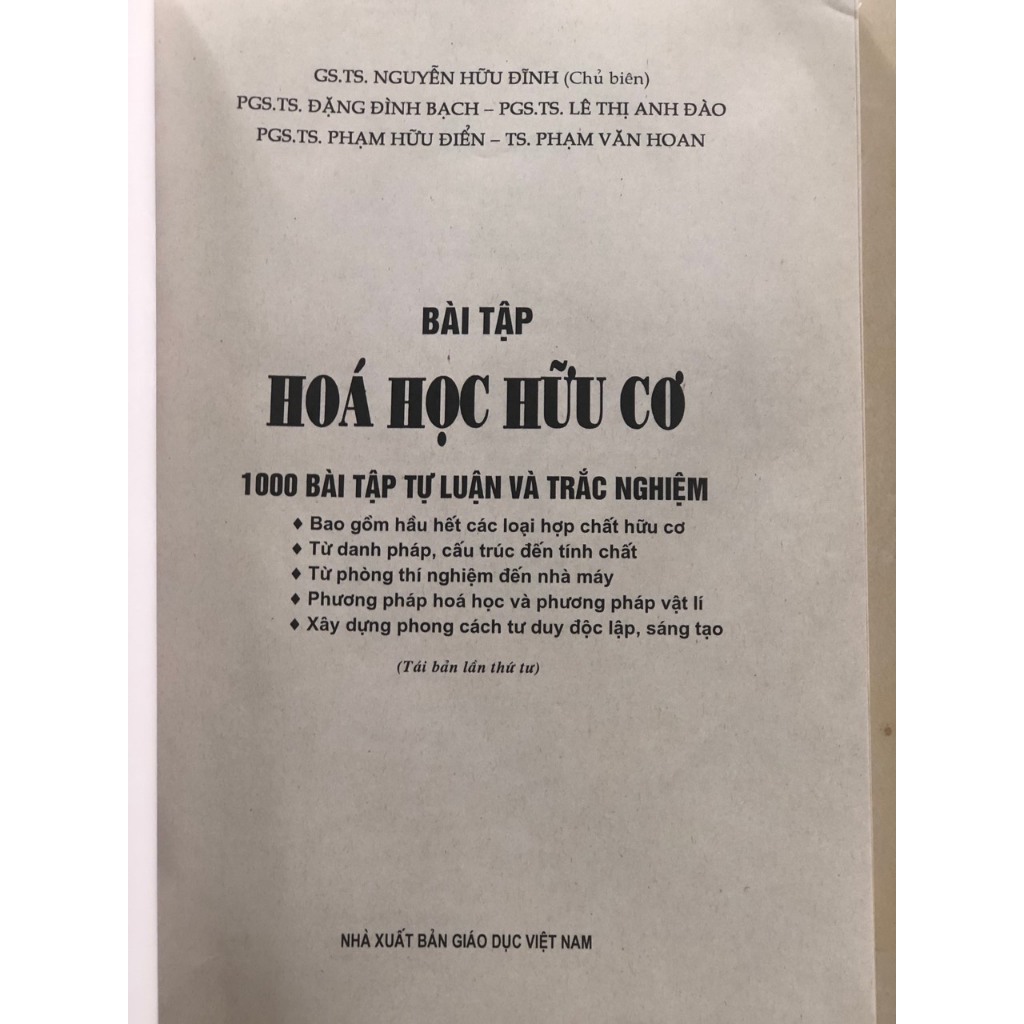 GS.TS. NGUYỄN HỮU ĐĨNH (Chủ biên)
PGS.TS. ĐẶNG ĐÌNH BẠCH – PGS.TS. LÊ THỊ ANH ĐÀO
PGS.TS. PHẠM HỮU ĐIỂN – TS. PHẠM VĂN HOAN
BÀI TẬP
HOÁ HỌC HỮU CƠ
1000 BÀI TẬP TỰ LUẬN VÀ TRẮC NGHIỆM
♦ Bao gồm hầu hết các loại hợp chất hữu cơ
♦ Từ danh pháp, cấu trúc đến tính chất
♦ Từ phòng thí nghiệm đến nhà máy
♦ Phương pháp hoá học và phương pháp vật lí
♦ Xây dựng phong cách tư duy độc lập, sáng tạo
(Tái bản lần thứ tư)
NHÀ XUẤT BẢN GIÁO DỤC VIỆT NAM